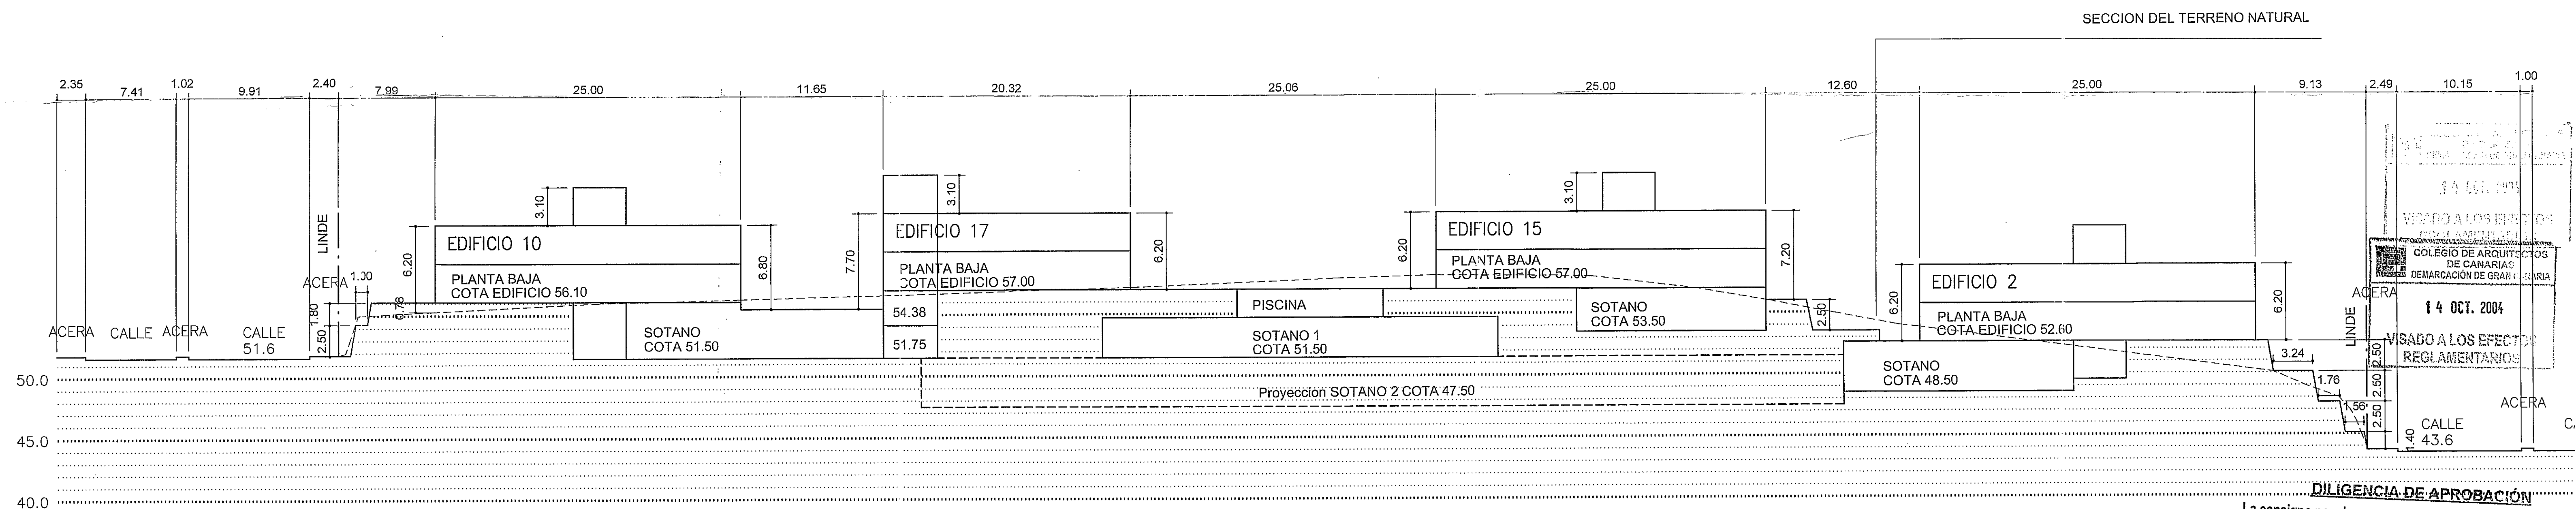 SECCION DEL TERRENO NATURAL
2.35 7.41 1.02 9.91 2.40 7.99 25.00 11.65 20.32 25.06 25.00 12.60 25.00 9.13 2.49 10.15 1.00
LINDE
ACERA
1.00
1.80
2.50
0.78
ACERA
CALLE
ACERA
CALLE
51.6
6.20
3.10
EDIFICIO 10
PLANTA BAJA
COTA EDIFICIO 56.10
6.80
SOTANO
COTA 51.50
7.70
3.10
EDIFICIO 17
PLANTA BAJA
COTA EDIFICIO 57.00
6.20
54.38
51.75
PISCINA
SOTANO 1
COTA 51.50
Proyeccion SOTANO 2 COTA 47.50
6.20
3.10
EDIFICIO 15
PLANTA BAJA
COTA EDIFICIO 57.00
7.20
SOTANO
COTA 53.50
2.50
6.20
EDIFICIO 2
PLANTA BAJA
COTA EDIFICIO 52.60
6.20
SOTANO
COTA 48.50
3.24
1.76
1.56
LINDE
ACERA
2.50
2.50
2.50
1.40
CALLE
43.6
ACERA
VISADO A LOS EFECTOS
COLEGIO DE ARQUITECTOS
DE CANARIAS
DEMARCACIÓN DE GRAN CANARIA
14 OCT. 2004
VISADO A LOS EFECTOS
REGLAMENTARIOS
50.0
45.0
40.0
DILIGENCIA DE APROBACIÓN